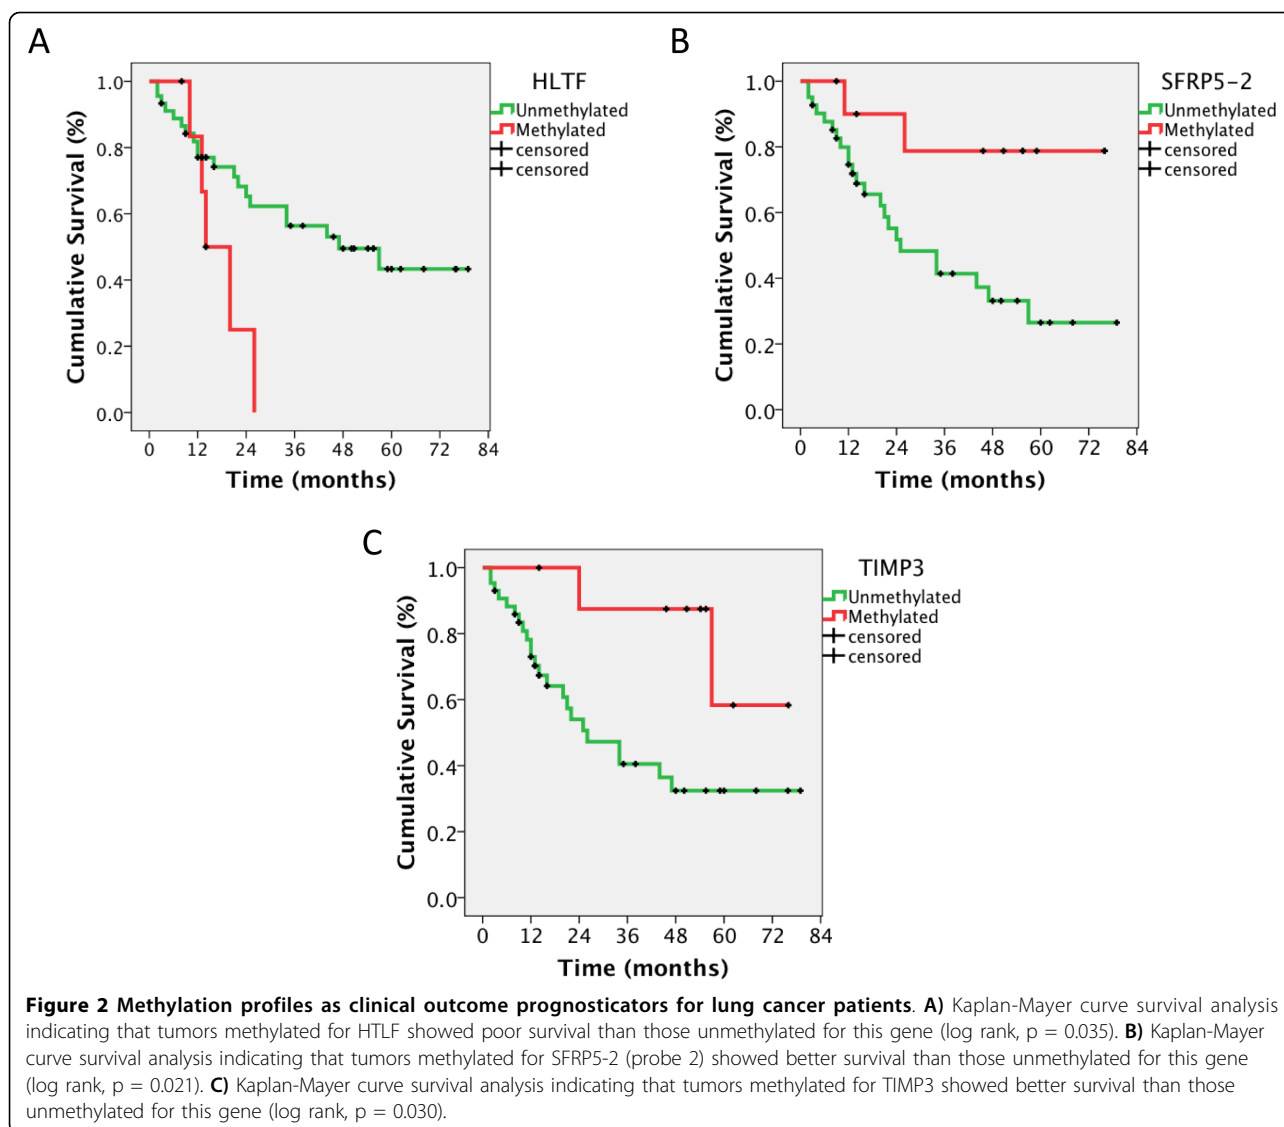 A
HLTF
Unmethylated
Methylated
censored
censored
Cumulative Survival (%)
1.0
0.8
0.6
0.4
0.2
0.0
0 12 24 36 48 60 72 84
Time (months)
B
SFRP5-2
Unmethylated
Methylated
censored
censored
Cumulative Survival (%)
1.0
0.8
0.6
0.4
0.2
0.0
0 12 24 36 48 60 72 84
Time (months)
C
TIMP3
Unmethylated
Methylated
censored
censored
Cumulative Survival (%)
1.0
0.8
0.6
0.4
0.2
0.0
0 12 24 36 48 60 72 84
Time (months)
Figure 2 Methylation profiles as clinical outcome prognosticators for lung cancer patients. A) Kaplan-Mayer curve survival analysis
indicating that tumors methylated for HTLF showed poor survival than those unmethylated for this gene (log rank, p = 0.035). B) Kaplan-Mayer
curve survival analysis indicating that tumors methylated for SFRP5-2 (probe 2) showed better survival than those unmethylated for this gene
(log rank, p = 0.021). C) Kaplan-Mayer curve survival analysis indicating that tumors methylated for TIMP3 showed better survival than those
unmethylated for this gene (log rank, p = 0.030).